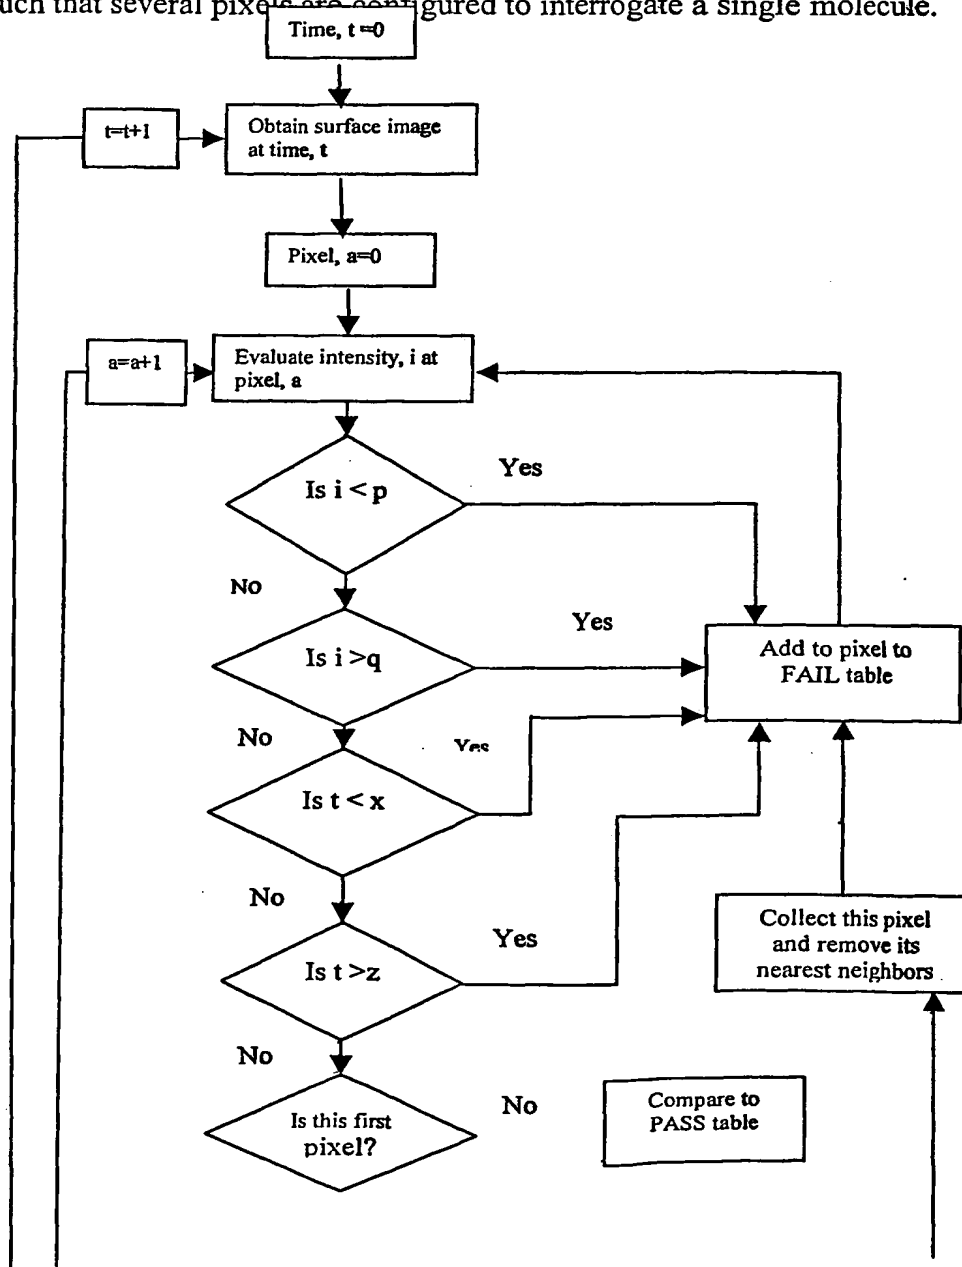 such that several pixels are configured to interrogate a single molecule.
Time, t=0
t=t+1
Obtain surface image
at time, t
Pixel, a=0
a=a+1
Evaluate intensity, i at
pixel, a
Is i < p
Yes
No
Is i >q
Yes
Add to pixel to
FAIL table
No
Is t < x
Yes
No
Is t >z
Yes
Collect this pixel
and remove its
nearest neighbors
No
Is this first
pixel?
No
Compare to
PASS table